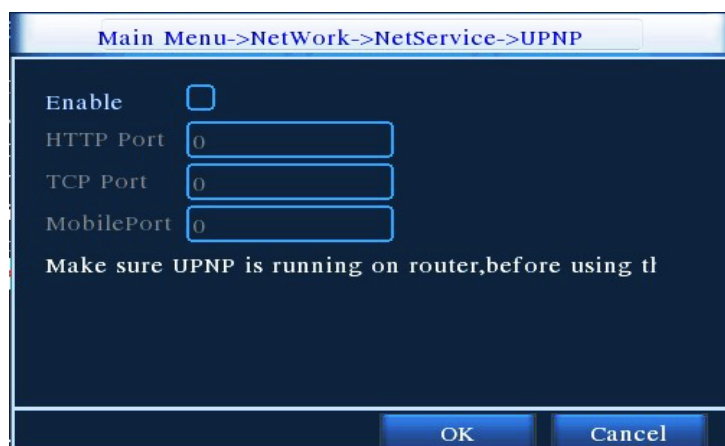 Main Menu->NetWork->NetService->UPNP
Enable
HTTP Port 0
TCP Port 0
MobilePort 0
Make sure UPNP is running on router,before using
OK Cancel